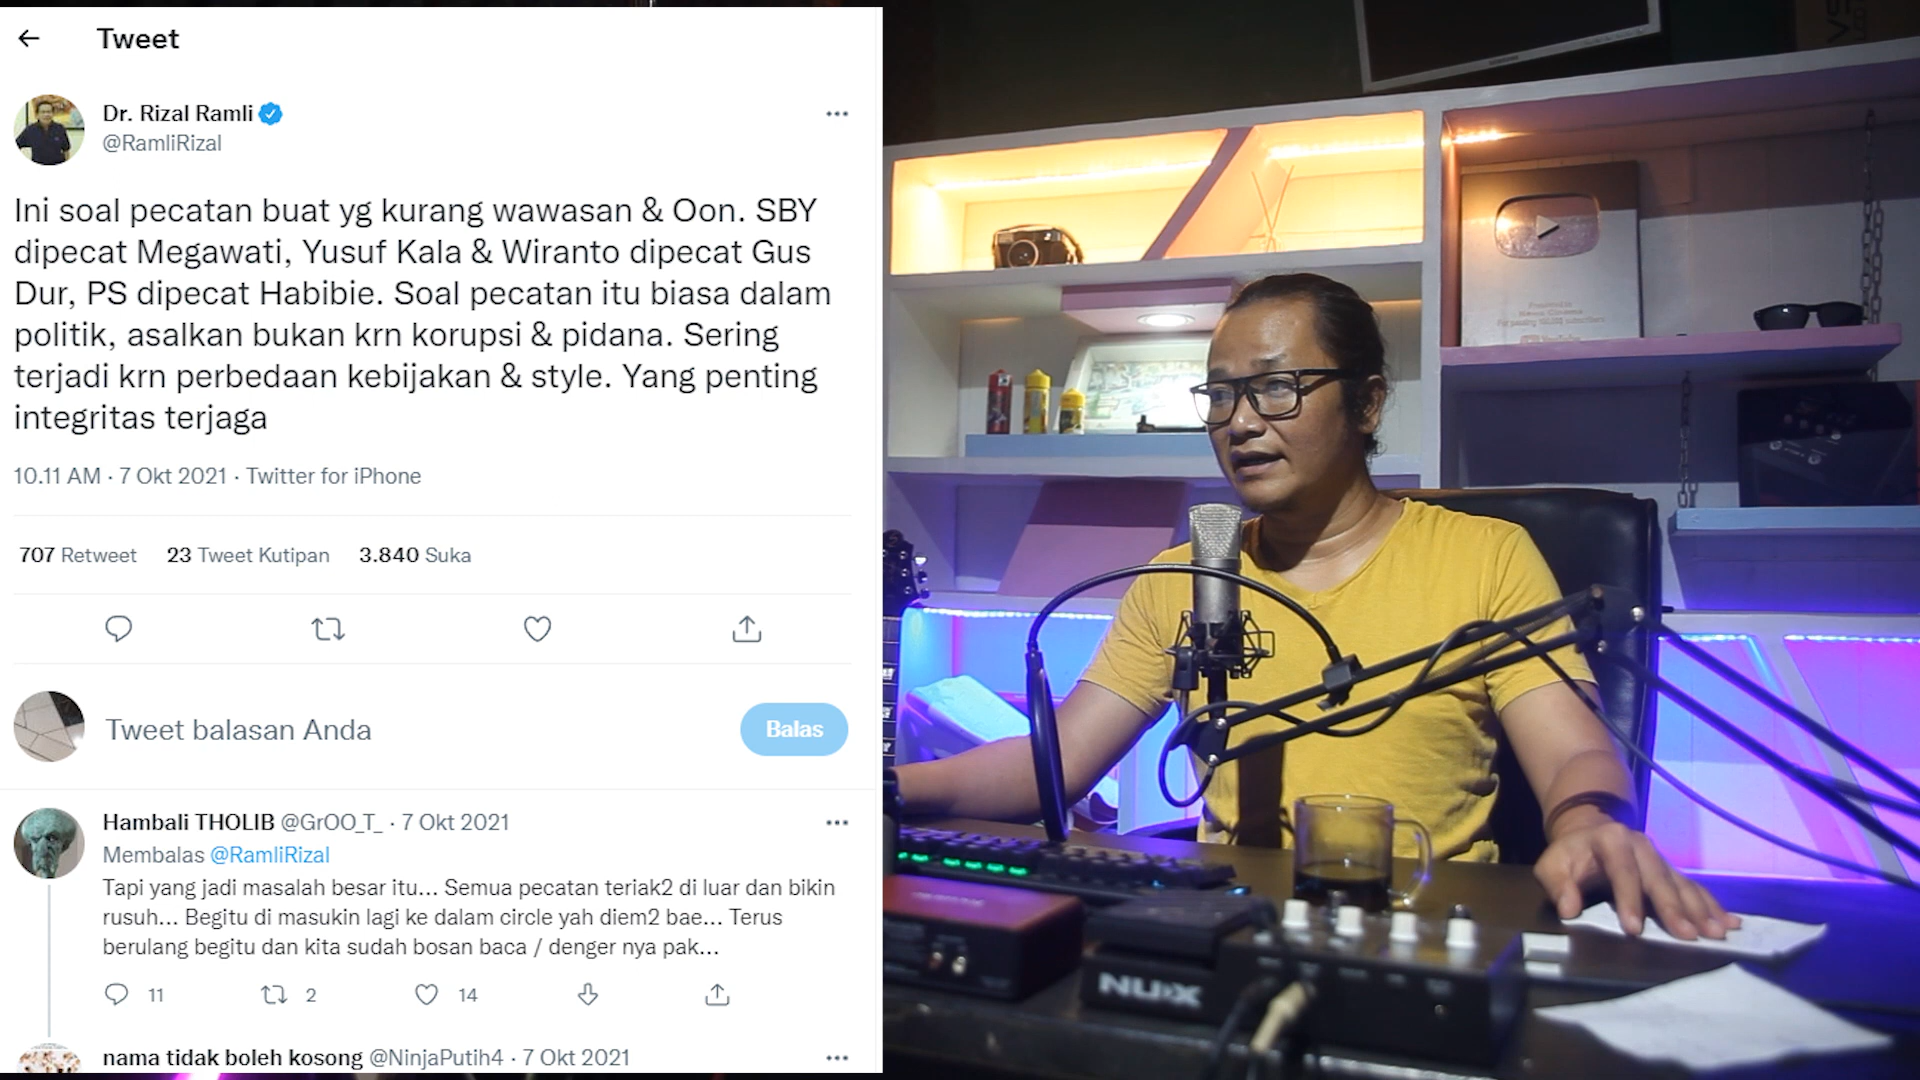 Tweet
Dr. Rizal Ramli
@RamliRizal
Ini soal pecatan buat yg kurang wawasan & Oon. SBY
dipecat Megawati, Yusuf Kala & Wiranto dipecat Gus
Dur, PS dipecat Habibie. Soal pecatan itu biasa dalam
politik, asalkan bukan krn korupsi & pidana. Sering
terjadi krn perbedaan kebijakan & style. Yang penting
integritas terjaga
10.11 AM · 7 Okt 2021 · Twitter for iPhone
707 Retweet 23 Tweet Kutipan 3.840 Suka
Tweet balasan Anda
Balas
Hambali THOLIB @GrOO_T_ · 7 Okt 2021
Membalas @RamliRizal
Tapi yang jadi masalah besar itu... Semua pecatan teriak2 di luar dan bikin
rusuh... Begitu di masukin lagi ke dalam circle yah diem2 bae... Terus
berulang begitu dan kita sudah bosan baca / denger nya pak...
11 2 14
nama tidak boleh kosong @NinjaPutih4 · 7 Okt 2021
NUX